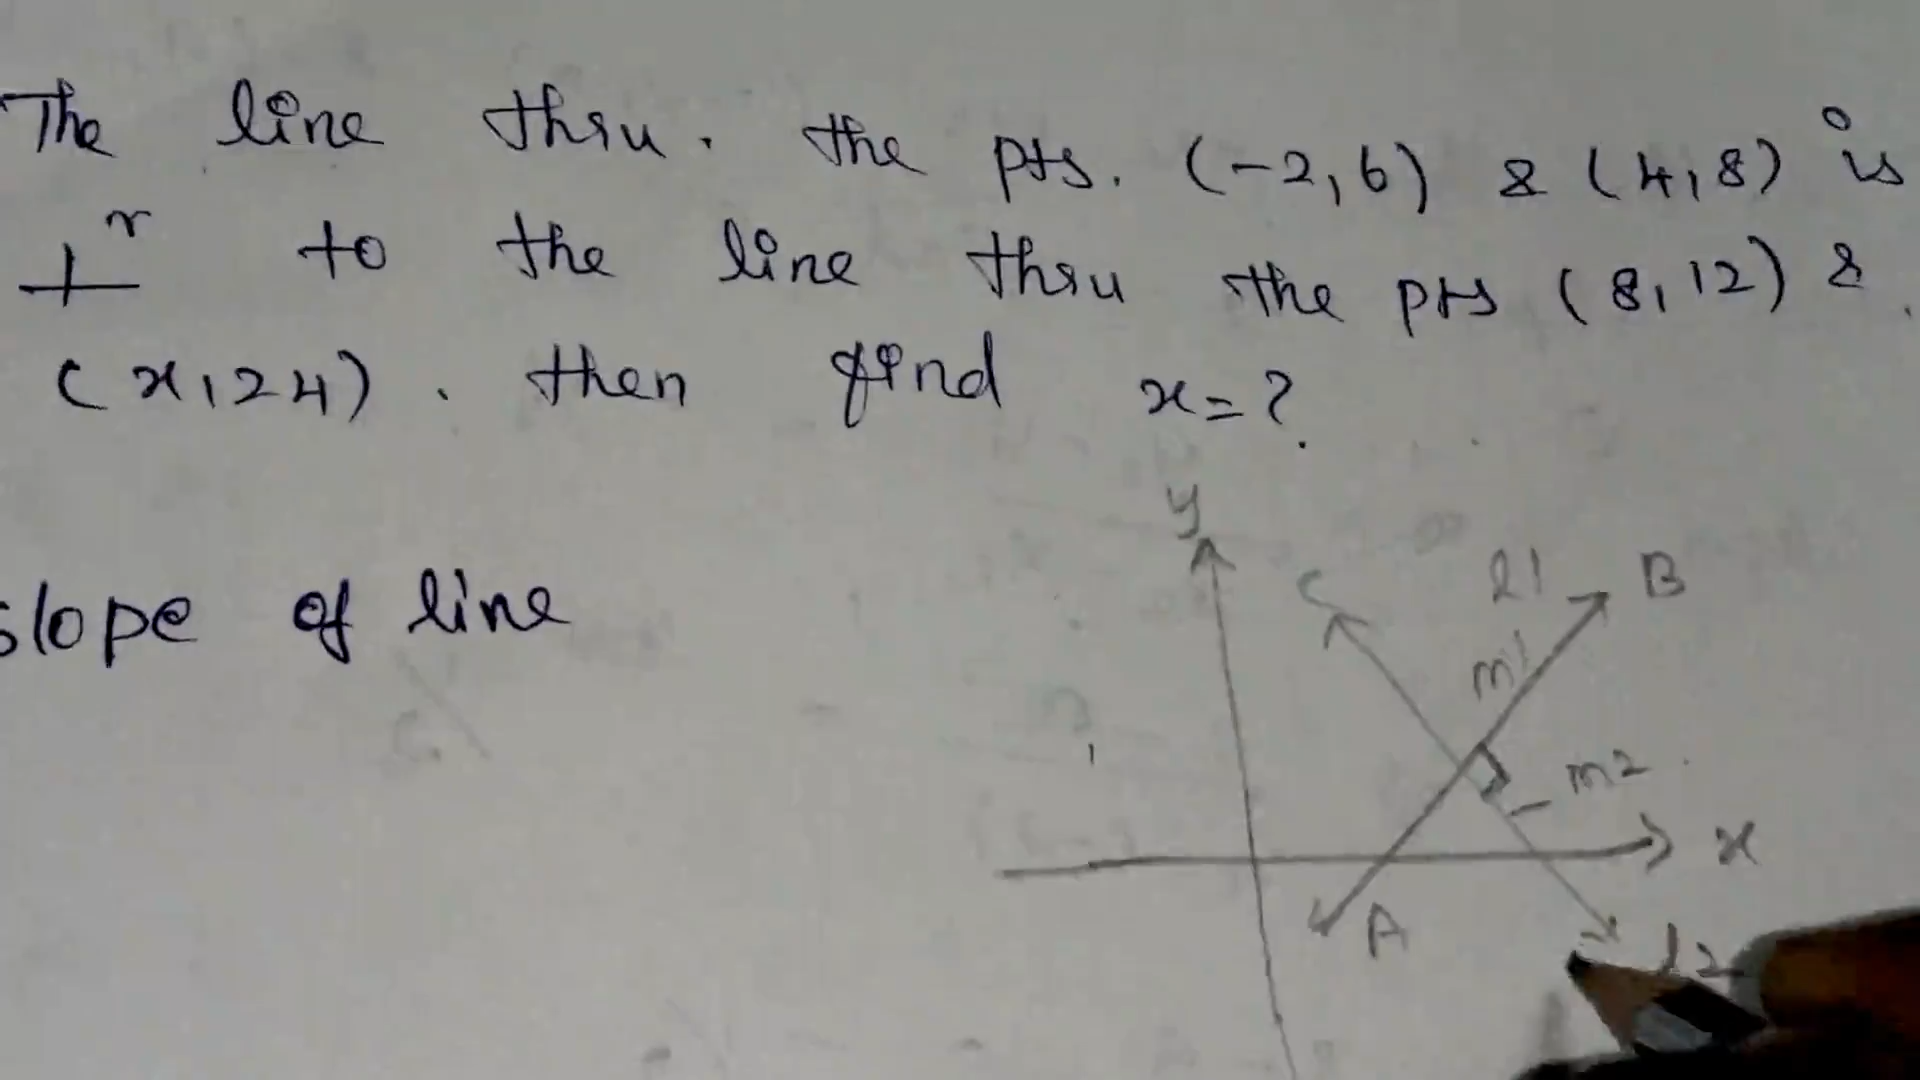 The line thru. the pts. (-2,6) & (4,8) is
⊥r to the line thru the pts (8,12) &
(x,24). then find x=?
slope of line
y
C
l1
B
m1
m2
x
A
l2